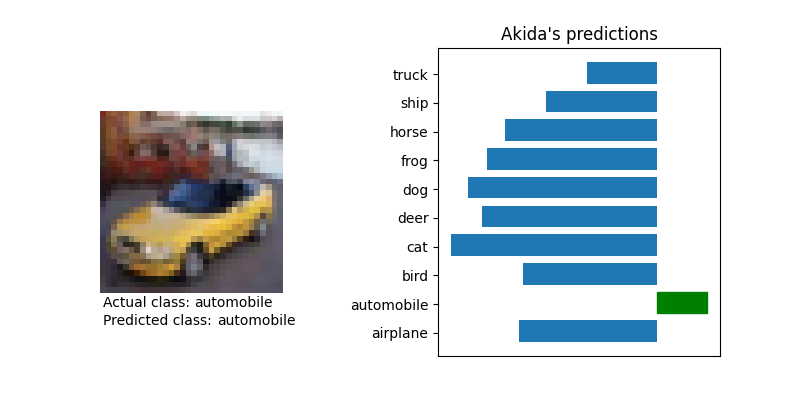 Akida's predictions
truck
ship
horse
frog
dog
deer
cat
bird
automobile
airplane
Actual class: automobile
Predicted class: automobile